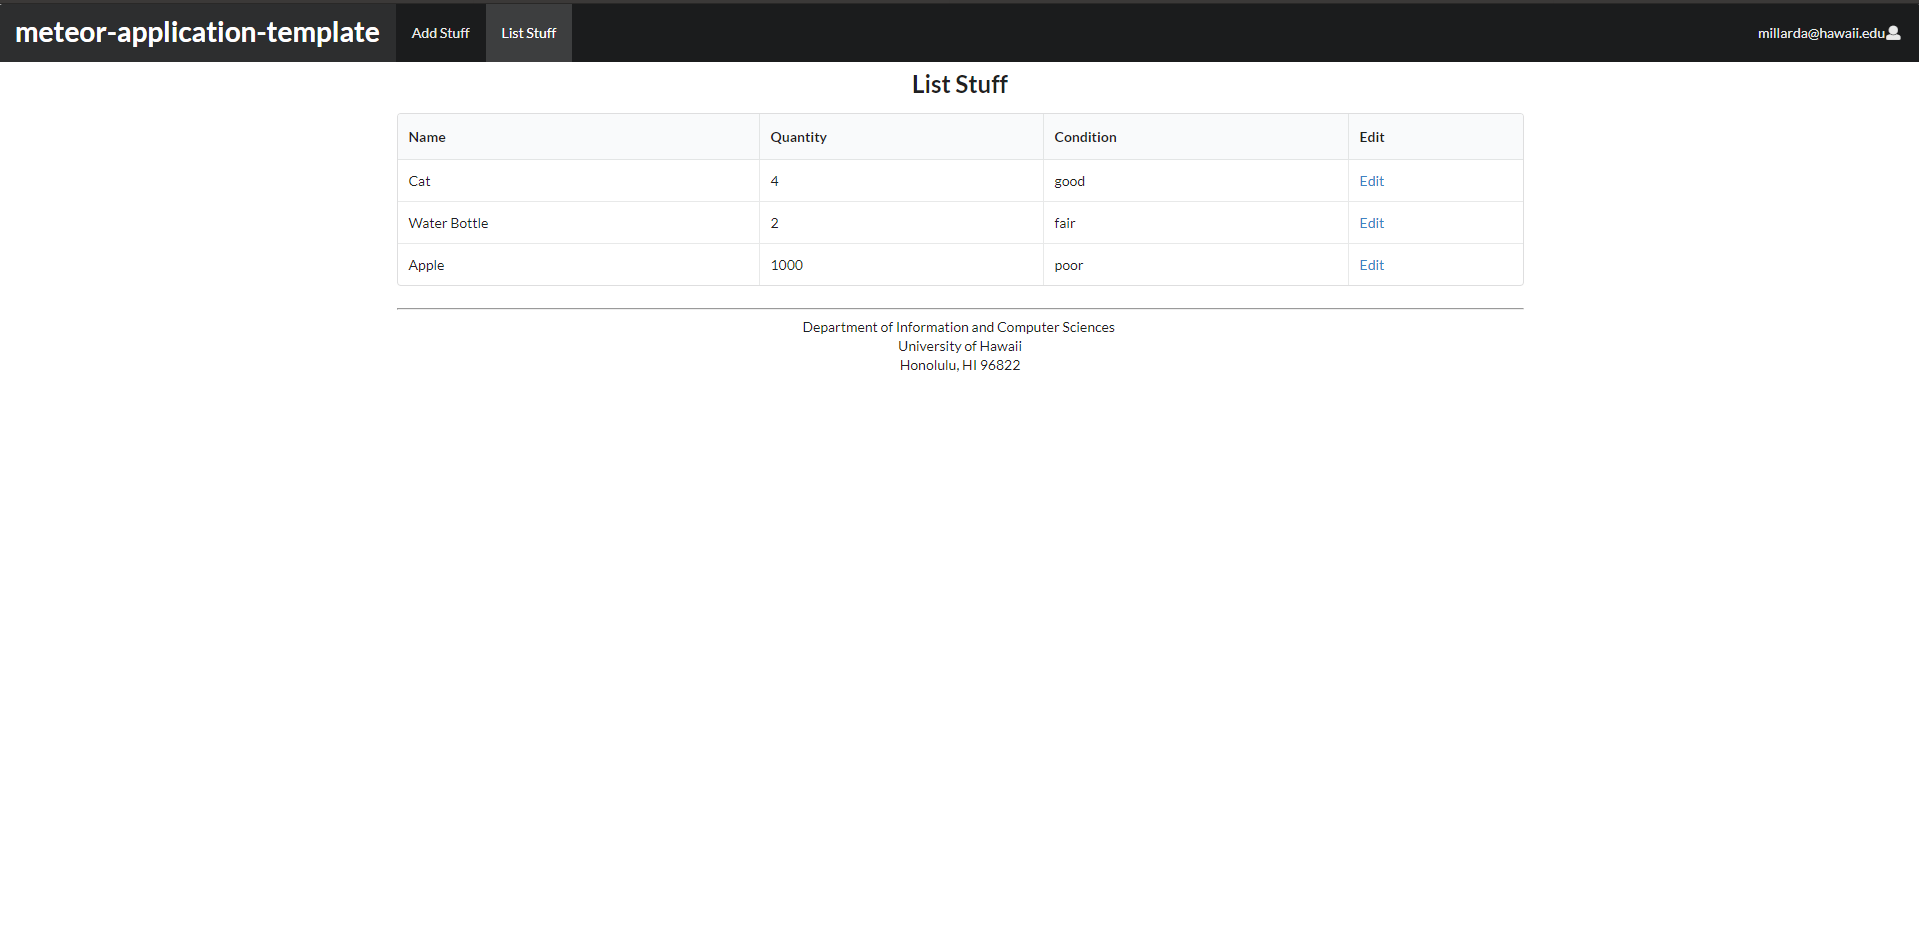 meteor-application-template Add Stuff List Stuff millarda@hawaii.edu
List Stuff
Name Quantity Condition Edit
Cat 4 good Edit
Water Bottle 2 fair Edit
Apple 1000 poor Edit
Department of Information and Computer Sciences
University of Hawaii
Honolulu, HI 96822